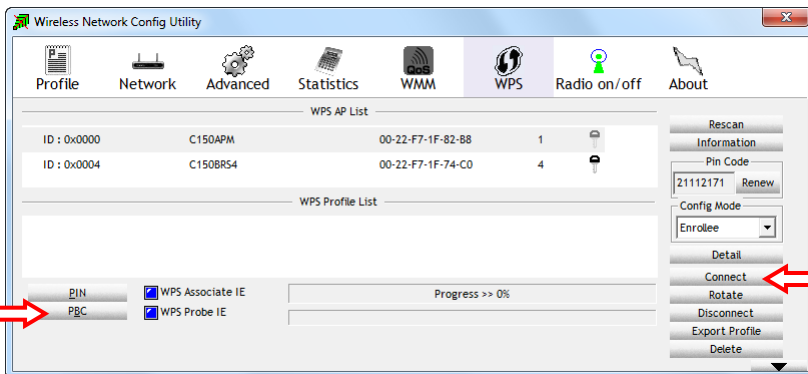 Wireless Network Config Utility
Profile Network Advanced Statistics QoS WMM WPS Radio on/off About
WPS AP List
ID : 0x0000 C150APM 00-22-F7-1F-82-B8 1
ID : 0x0004 C150BRS4 00-22-F7-1F-74-C0 4
WPS Profile List
Rescan
Information
Pin Code
21112171 Renew
Config Mode
Enrollee
Detail
Connect
Rotate
Disconnect
Export Profile
Delete
PIN WPS Associate IE Progress >> 0%
PBC WPS Probe IE